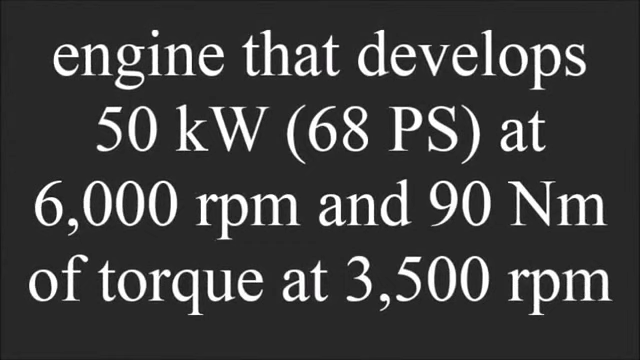 engine that develops
50 kW (68 PS) at
6,000 rpm and 90 Nm
of torque at 3,500 rpm